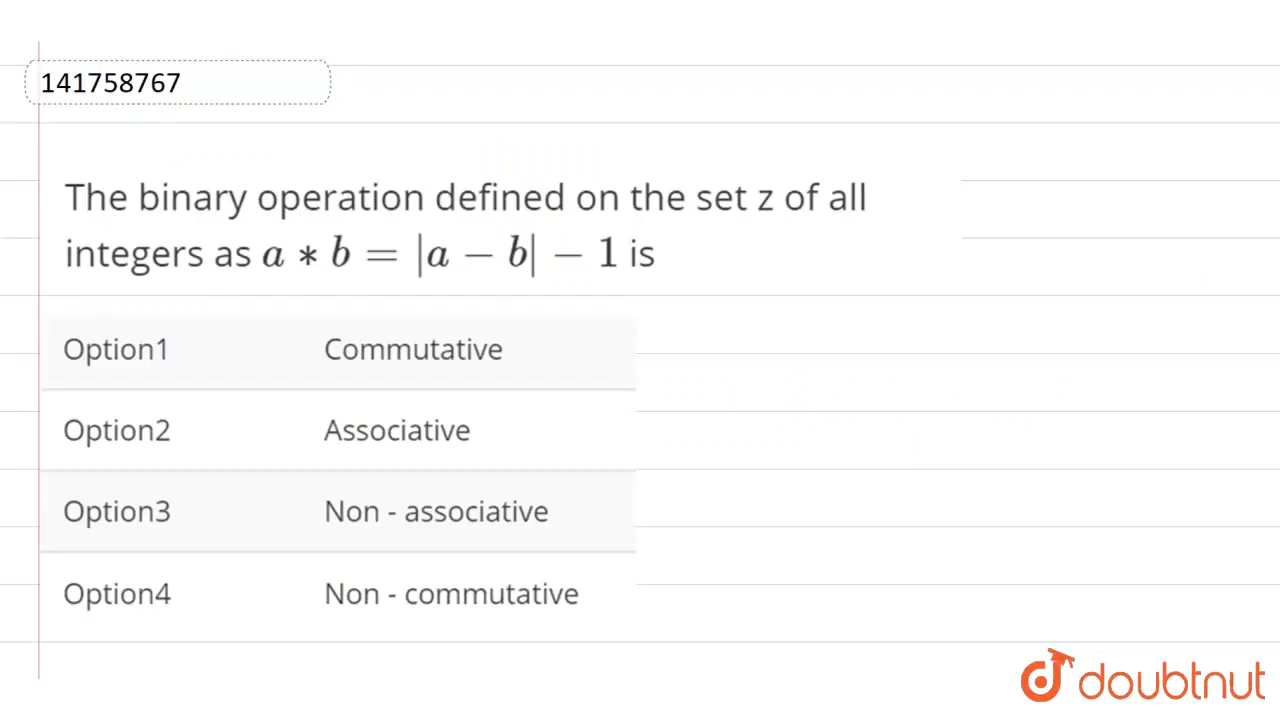 141758767
The binary operation defined on the set z of all
integers as a ∗ b = |a − b| − 1 is
Option1 Commutative
Option2 Associative
Option3 Non - associative
Option4 Non - commutative
doubtnut